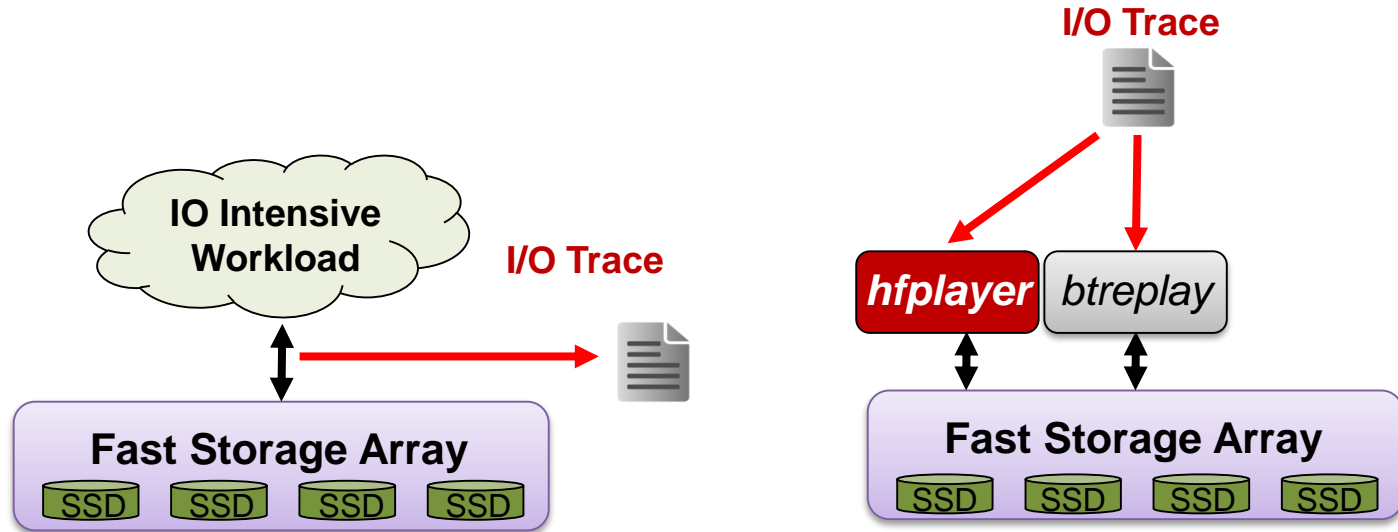 IO Intensive
Workload
I/O Trace
Fast Storage Array
SSD SSD SSD SSD
I/O Trace
hfplayer btreplay
Fast Storage Array
SSD SSD SSD SSD